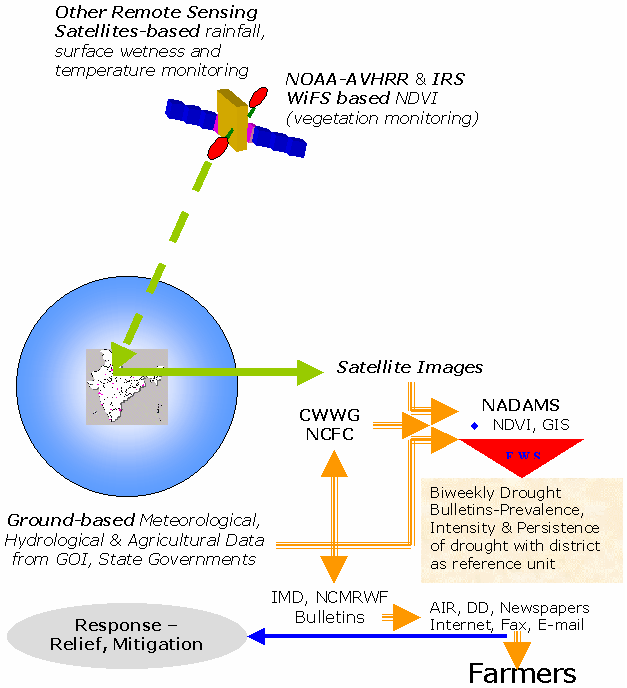 Other Remote Sensing
Satellites-based rainfall,
surface wetness and
temperature monitoring
NOAA-AVHRR & IRS
WiFS based NDVI
(vegetation monitoring)
Satellite Images
CWWG
NCFC
NADAMS
NDVI, GIS
E W S
Biweekly Drought
Bulletins-Prevalence,
Intensity & Persistence
of drought with district
as reference unit
Ground-based Meteorological,
Hydrological & Agricultural Data
from GOI, State Governments
IMD, NCMRWF
Bulletins
AIR, DD, Newspapers
Internet, Fax, E-mail
Response –
Relief, Mitigation
Farmers